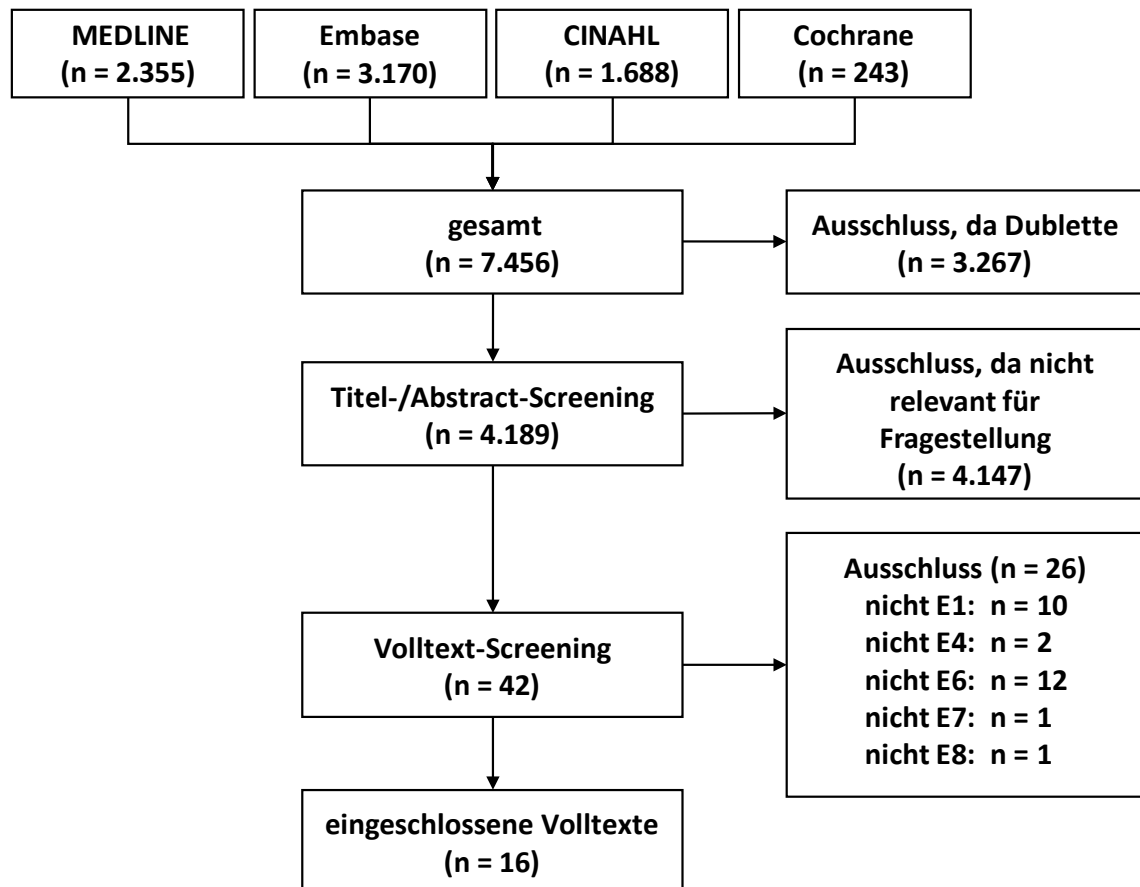 MEDLINE
(n = 2.355)
Embase
(n = 3.170)
CINAHL
(n = 1.688)
Cochrane
(n = 243)
gesamt
(n = 7.456)
Ausschluss, da Dublette
(n = 3.267)
Titel-/Abstract-Screening
(n = 4.189)
Ausschluss, da nicht
relevant für
Fragestellung
(n = 4.147)
Volltext-Screening
(n = 42)
Ausschluss (n = 26)
nicht E1: n = 10
nicht E4: n = 2
nicht E6: n = 12
nicht E7: n = 1
nicht E8: n = 1
eingeschlossene Volltexte
(n = 16)